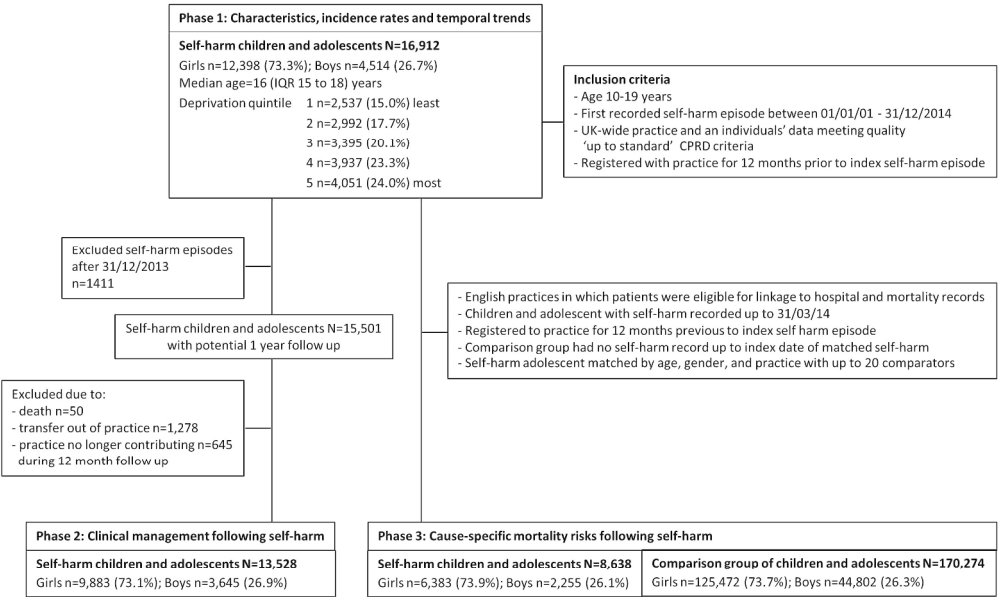 Phase 1: Characteristics, incidence rates and temporal trends
Self-harm children and adolescents N=16,912
Girls n=12,398 (73.3%); Boys n=4,514 (26.7%)
Median age=16 (IQR 15 to 18) years
Deprivation quintile 1 n=2,537 (15.0%) least
2 n=2,992 (17.7%)
3 n=3,395 (20.1%)
4 n=3,937 (23.3%)
5 n=4,051 (24.0%) most
Inclusion criteria
- Age 10-19 years
- First recorded self-harm episode between 01/01/01 - 31/12/2014
- UK-wide practice and an individuals’ data meeting quality
‘up to standard’ CPRD criteria
- Registered with practice for 12 months prior to index self-harm episode
Excluded self-harm episodes
after 31/12/2013
n=1411
Self-harm children and adolescents N=15,501
with potential 1 year follow up
- English practices in which patients were eligible for linkage to hospital and mortality records
- Children and adolescent with self-harm recorded up to 31/03/14
- Registered to practice for 12 months previous to index self harm episode
- Comparison group had no self-harm record up to index date of matched self-harm
- Self-harm adolescent matched by age, gender, and practice with up to 20 comparators
Excluded due to:
- death n=50
- transfer out of practice n=1,278
- practice no longer contributing n=645
during 12 month follow up
Phase 2: Clinical management following self-harm
Self-harm children and adolescents N=13,528
Girls n=9,883 (73.1%); Boys n=3,645 (26.9%)
Phase 3: Cause-specific mortality risks following self-harm
Self-harm children and adolescents N=8,638
Girls n=6,383 (73.9%); Boys n=2,255 (26.1%)
Comparison group of children and adolescents N=170,274
Girls n=125,472 (73.7%); Boys n=44,802 (26.3%)